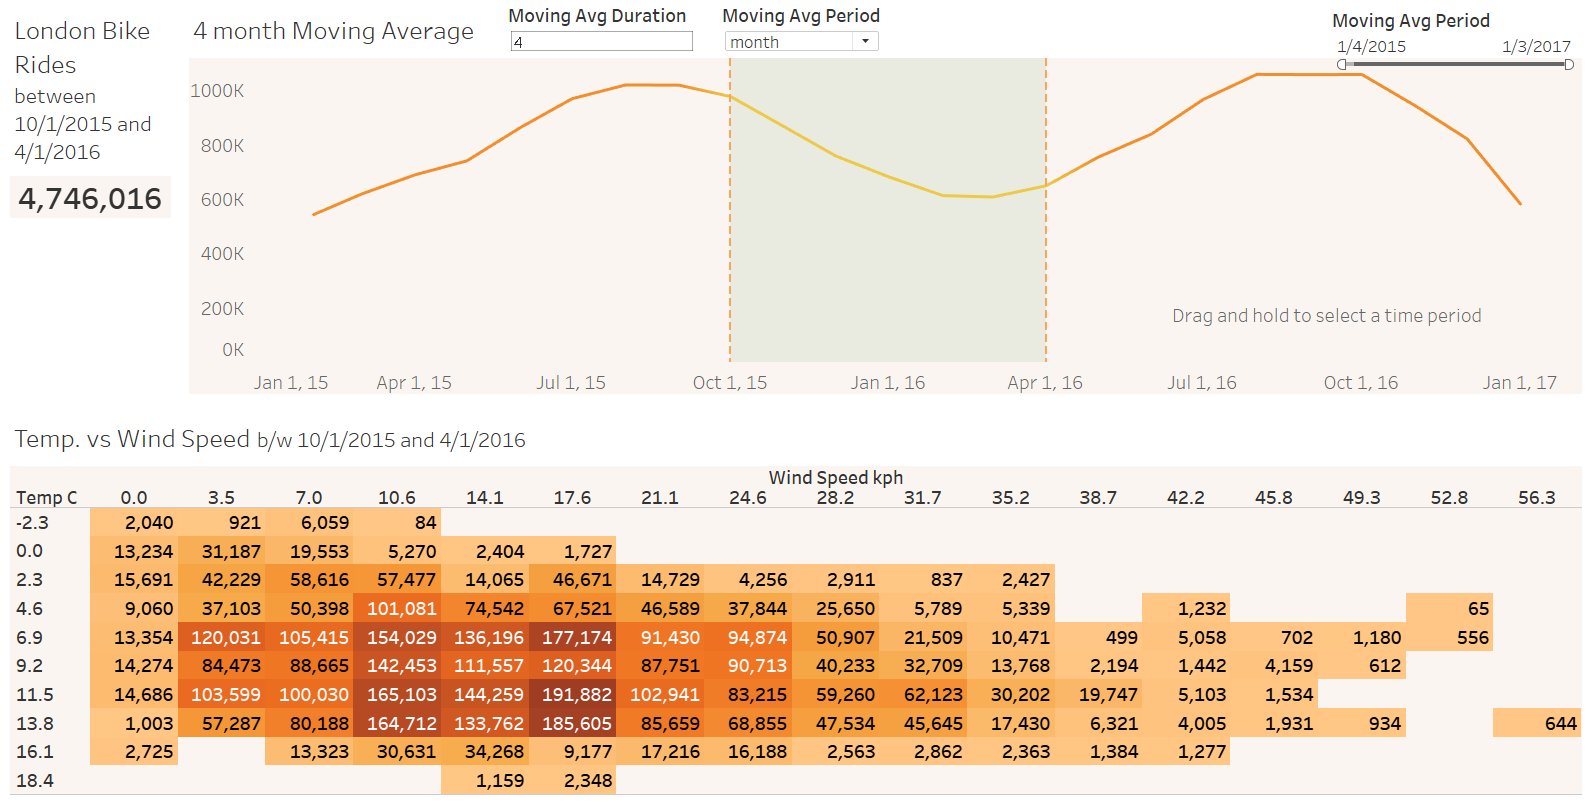 London Bike
Rides
between
10/1/2015 and
4/1/2016
4,746,016
4 month Moving Average
Moving Avg Duration
4
Moving Avg Period
month
Moving Avg Period
1/4/2015 1/3/2017
1000K
800K
600K
400K
200K
0K
Drag and hold to select a time period
Jan 1, 15 Apr 1, 15 Jul 1, 15 Oct 1, 15 Jan 1, 16 Apr 1, 16 Jul 1, 16 Oct 1, 16 Jan 1, 17
Temp. vs Wind Speed b/w 10/1/2015 and 4/1/2016
Wind Speed kph
Temp C 0.0 3.5 7.0 10.6 14.1 17.6 21.1 24.6 28.2 31.7 35.2 38.7 42.2 45.8 49.3 52.8 56.3
-2.3 2,040 921 6,059 84
0.0 13,234 31,187 19,553 5,270 2,404 1,727
2.3 15,691 42,229 58,616 57,477 14,065 46,671 14,729 4,256 2,911 837 2,427
4.6 9,060 37,103 50,398 101,081 74,542 67,521 46,589 37,844 25,650 5,789 5,339 1,232 65
6.9 13,354 120,031 105,415 154,029 136,196 177,174 91,430 94,874 50,907 21,509 10,471 499 5,058 702 1,180 556
9.2 14,274 84,473 88,665 142,453 111,557 120,344 87,751 90,713 40,233 32,709 13,768 2,194 1,442 4,159 612
11.5 14,686 103,599 100,030 165,103 144,259 191,882 102,941 83,215 59,260 62,123 30,202 19,747 5,103 1,534
13.8 1,003 57,287 80,188 164,712 133,762 185,605 85,659 68,855 47,534 45,645 17,430 6,321 4,005 1,931 934 644
16.1 2,725 13,323 30,631 34,268 9,177 17,216 16,188 2,563 2,862 2,363 1,384 1,277
18.4 1,159 2,348